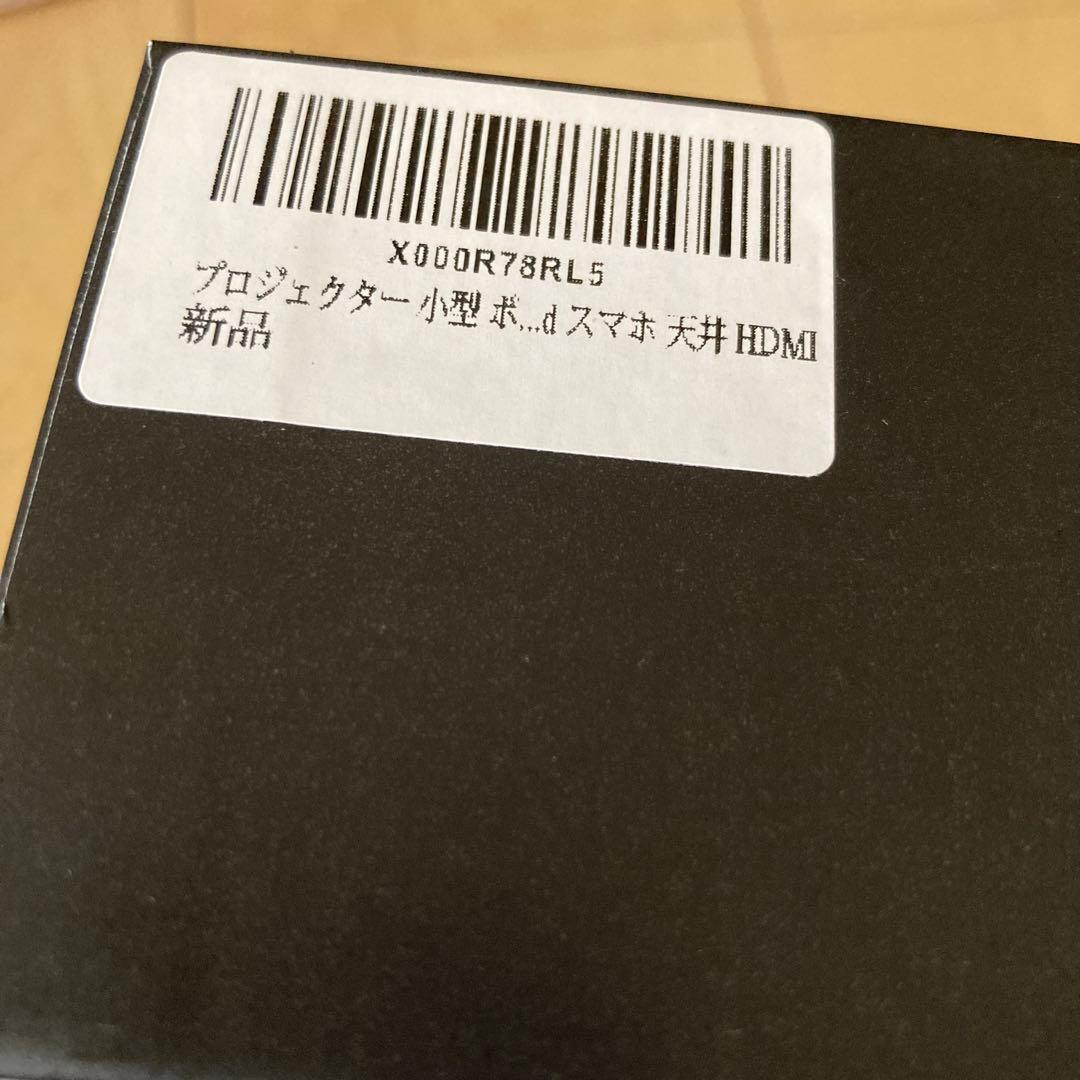 X000R78RL5
プロジェクター 小型 ボ...d スマホ 天井 HDMI
新品